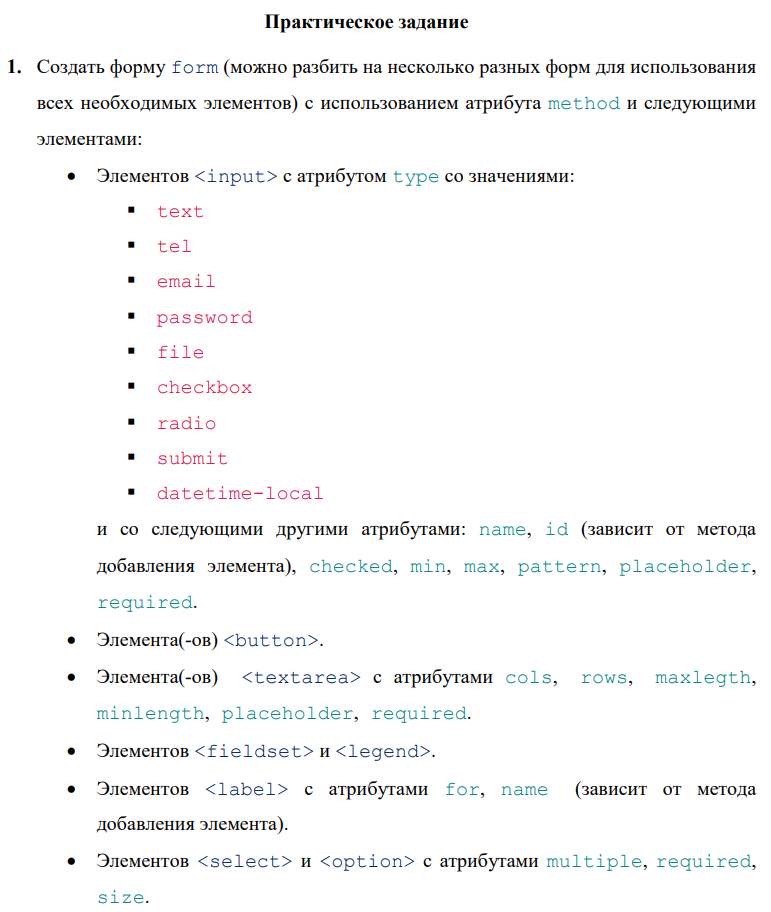 Практическое задание
1. Создать форму form (можно разбить на несколько разных форм для использования
всех необходимых элементов) с использованием атрибута method и следующими
элементами:
• Элементов <input> с атрибутом type со значениями:
▪ text
▪ tel
▪ email
▪ password
▪ file
▪ checkbox
▪ radio
▪ submit
▪ datetime-local
и со следующими другими атрибутами: name, id (зависит от метода
добавления элемента), checked, min, max, pattern, placeholder,
required.
• Элемента(-ов) <button>.
• Элемента(-ов) <textarea> с атрибутами cols, rows, maxlegth,
minlength, placeholder, required.
• Элементов <fieldset> и <legend>.
• Элементов <label> с атрибутами for, name (зависит от метода
добавления элемента).
• Элементов <select> и <option> с атрибутами multiple, required,
size.